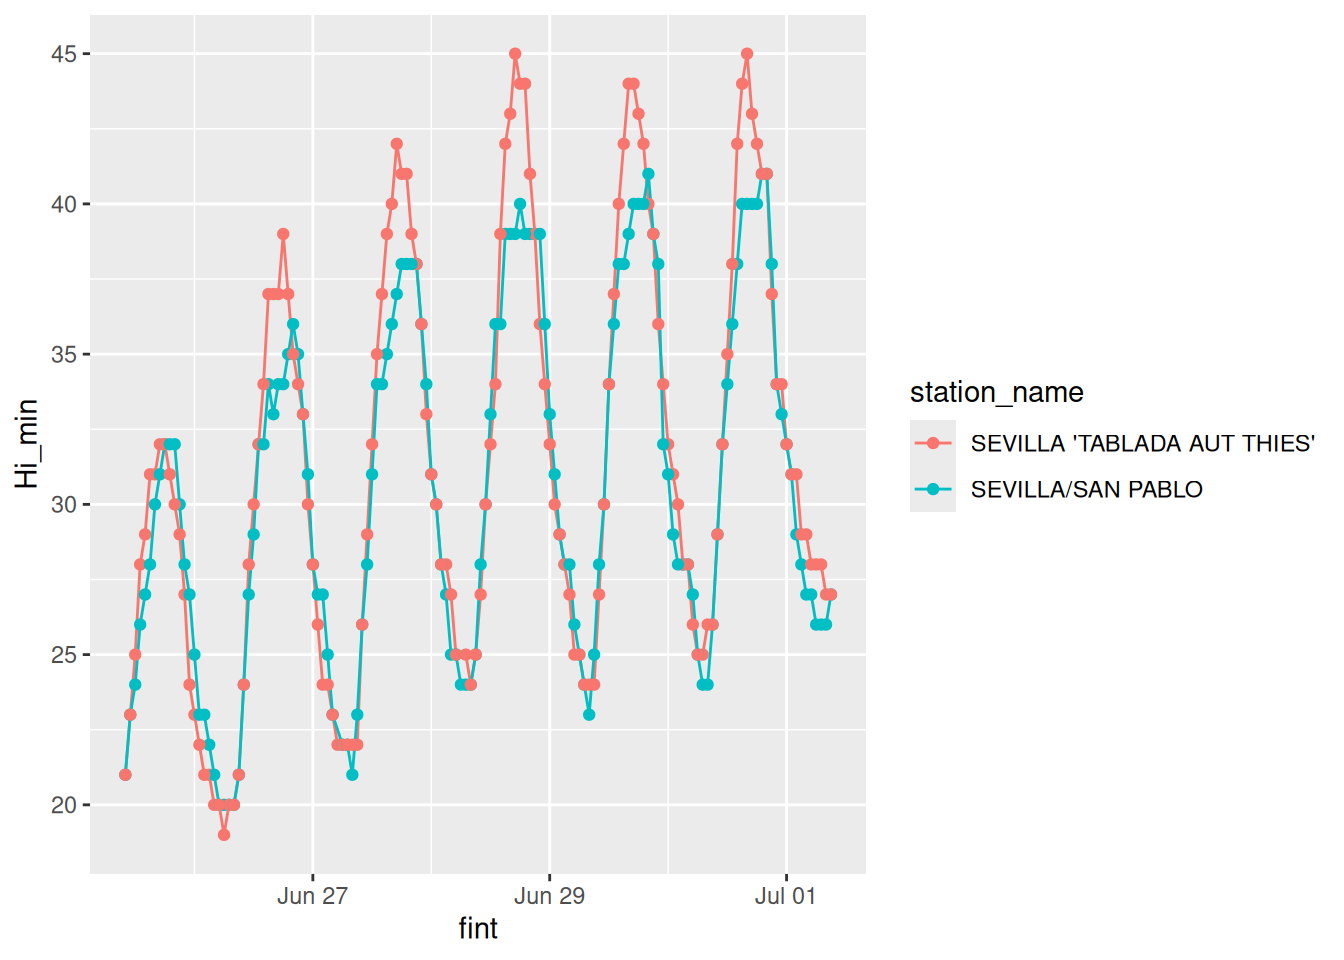 45
40
35
30
25
20
Hi_min
Jun 27
Jun 29
Jul 01
fint
station_name
SEVILLA 'TABLADA AUT THIES'
SEVILLA/SAN PABLO